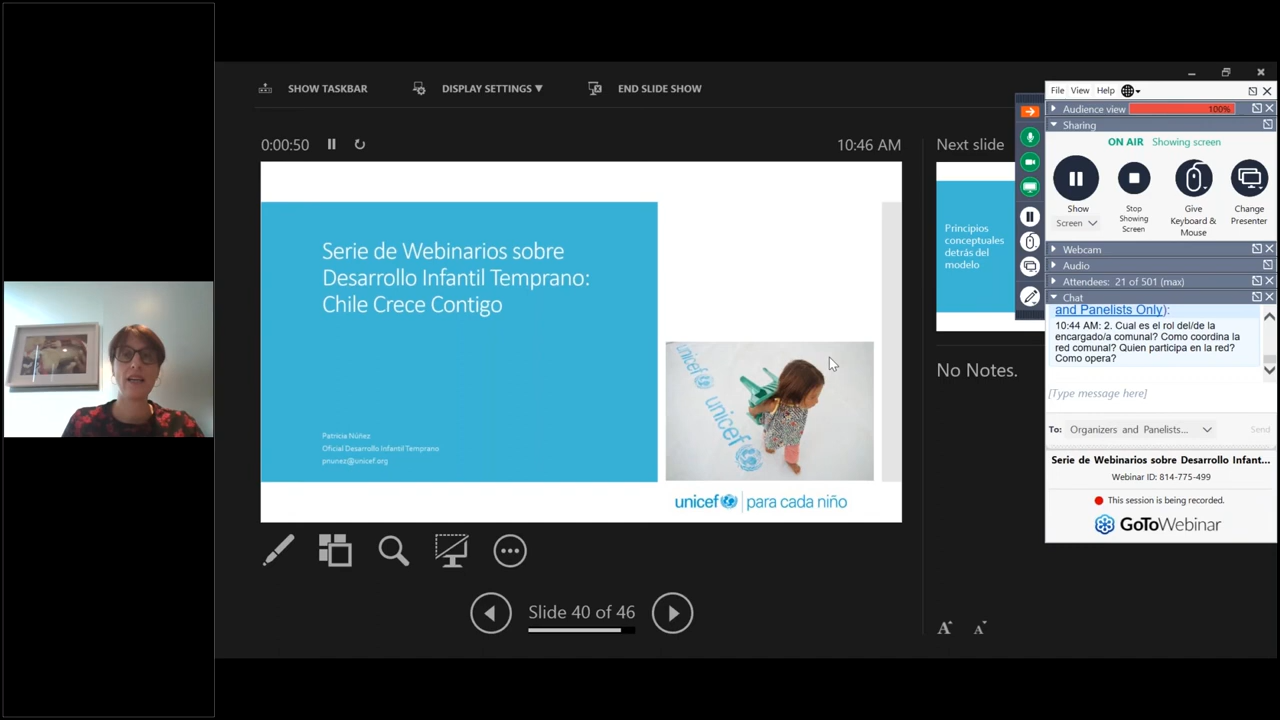 SHOW TASKBAR
DISPLAY SETTINGS ▼
END SLIDE SHOW
0:00:50
10:46 AM
Serie de Webinarios sobre
Desarrollo Infantil Temprano:
Chile Crece Contigo
Patricia Núñez
Oficial Desarrollo Infantil Temprano
pnunez@unicef.org
unicef
unicef
unicef
unicef | para cada niño
Slide 40 of 46
Next slide
Principios
conceptuales
detrás del
modelo
No Notes.
A A
File View Help
Audience view 100%
Sharing
ON AIR Showing screen
Show
Screen
Stop
Showing
Screen
Give
Keyboard &
Mouse
Change
Presenter
Webcam
Audio
Attendees: 21 of 501 (max)
Chat
and Panelists Only):
10:44 AM: 2. Cual es el rol del/de la
encargado/a comunal? Como coordina la
red comunal? Quien participa en la red?
Como opera?
[Type message here]
To: Organizers and Panelists...
Send
Serie de Webinarios sobre Desarrollo Infant...
Webinar ID: 814-775-499
This session is being recorded.
GoToWebinar